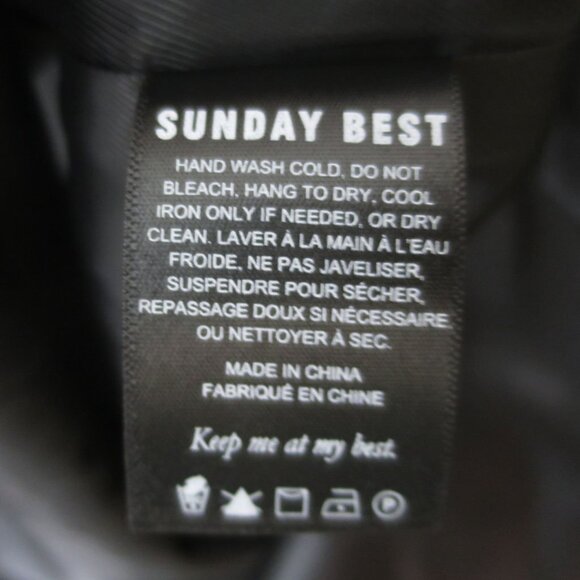 SUNDAY BEST
HAND WASH COLD, DO NOT
BLEACH, HANG TO DRY, COOL
IRON ONLY IF NEEDED, OR DRY
CLEAN. LAVER À LA MAIN À L'EAU
FROIDE, NE PAS JAVELISER,
SUSPENDRE POUR SÉCHER,
REPASSAGE DOUX SI NÉCESSAIRE
OU NETTOYER À SEC.
MADE IN CHINA
FABRIQUÉ EN CHINE
Keep me at my best.
P